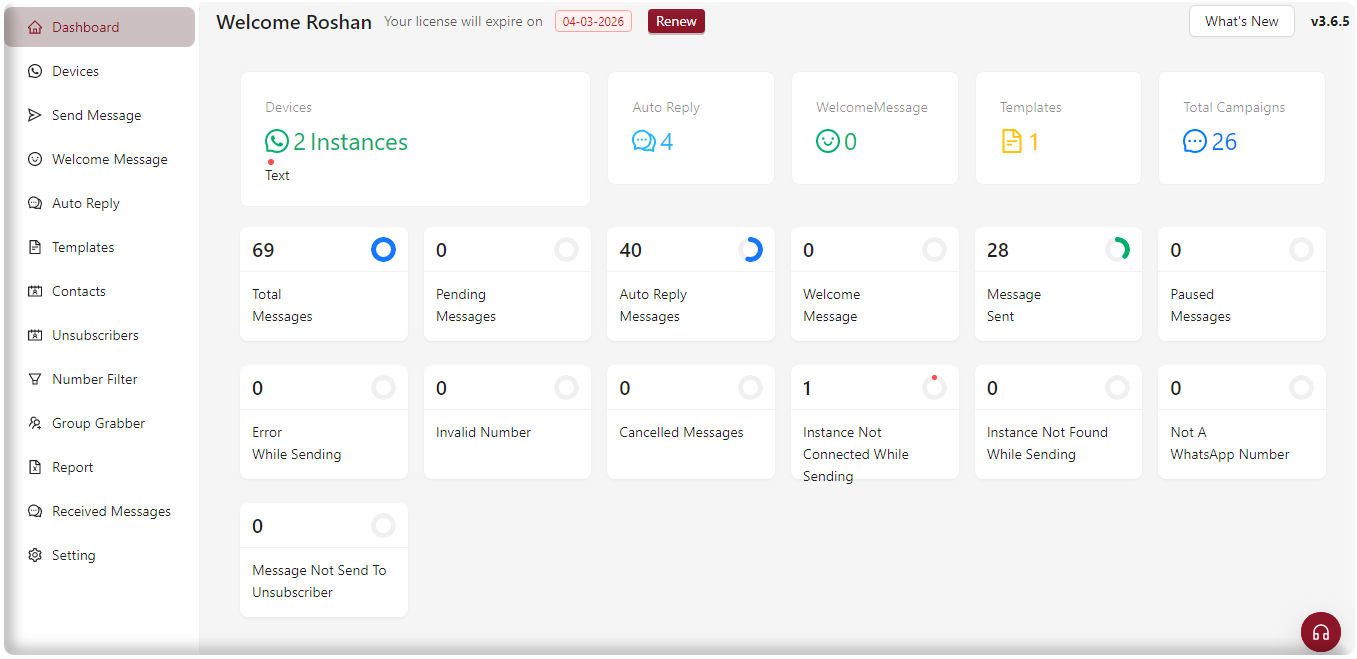 Dashboard
Devices
Send Message
Welcome Message
Auto Reply
Templates
Contacts
Unsubscribers
Number Filter
Group Grabber
Report
Received Messages
Setting
Welcome Roshan Your license will expire on 04-03-2026 Renew What's New v3.6.5
Devices
2 Instances
Text
Auto Reply
4
WelcomeMessage
0
Templates
1
Total Campaigns
26
69
Total
Messages
0
Pending
Messages
40
Auto Reply
Messages
0
Welcome
Message
28
Message
Sent
0
Paused
Messages
0
Error
While Sending
0
Invalid Number
0
Cancelled Messages
1
Instance Not
Connected While
Sending
0
Instance Not Found
While Sending
0
Not A
WhatsApp Number
0
Message Not Send To
Unsubscriber